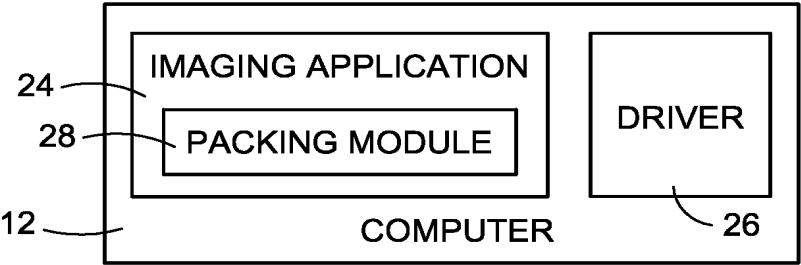 24
IMAGING APPLICATION
28
PACKING MODULE
DRIVER
12
COMPUTER
26